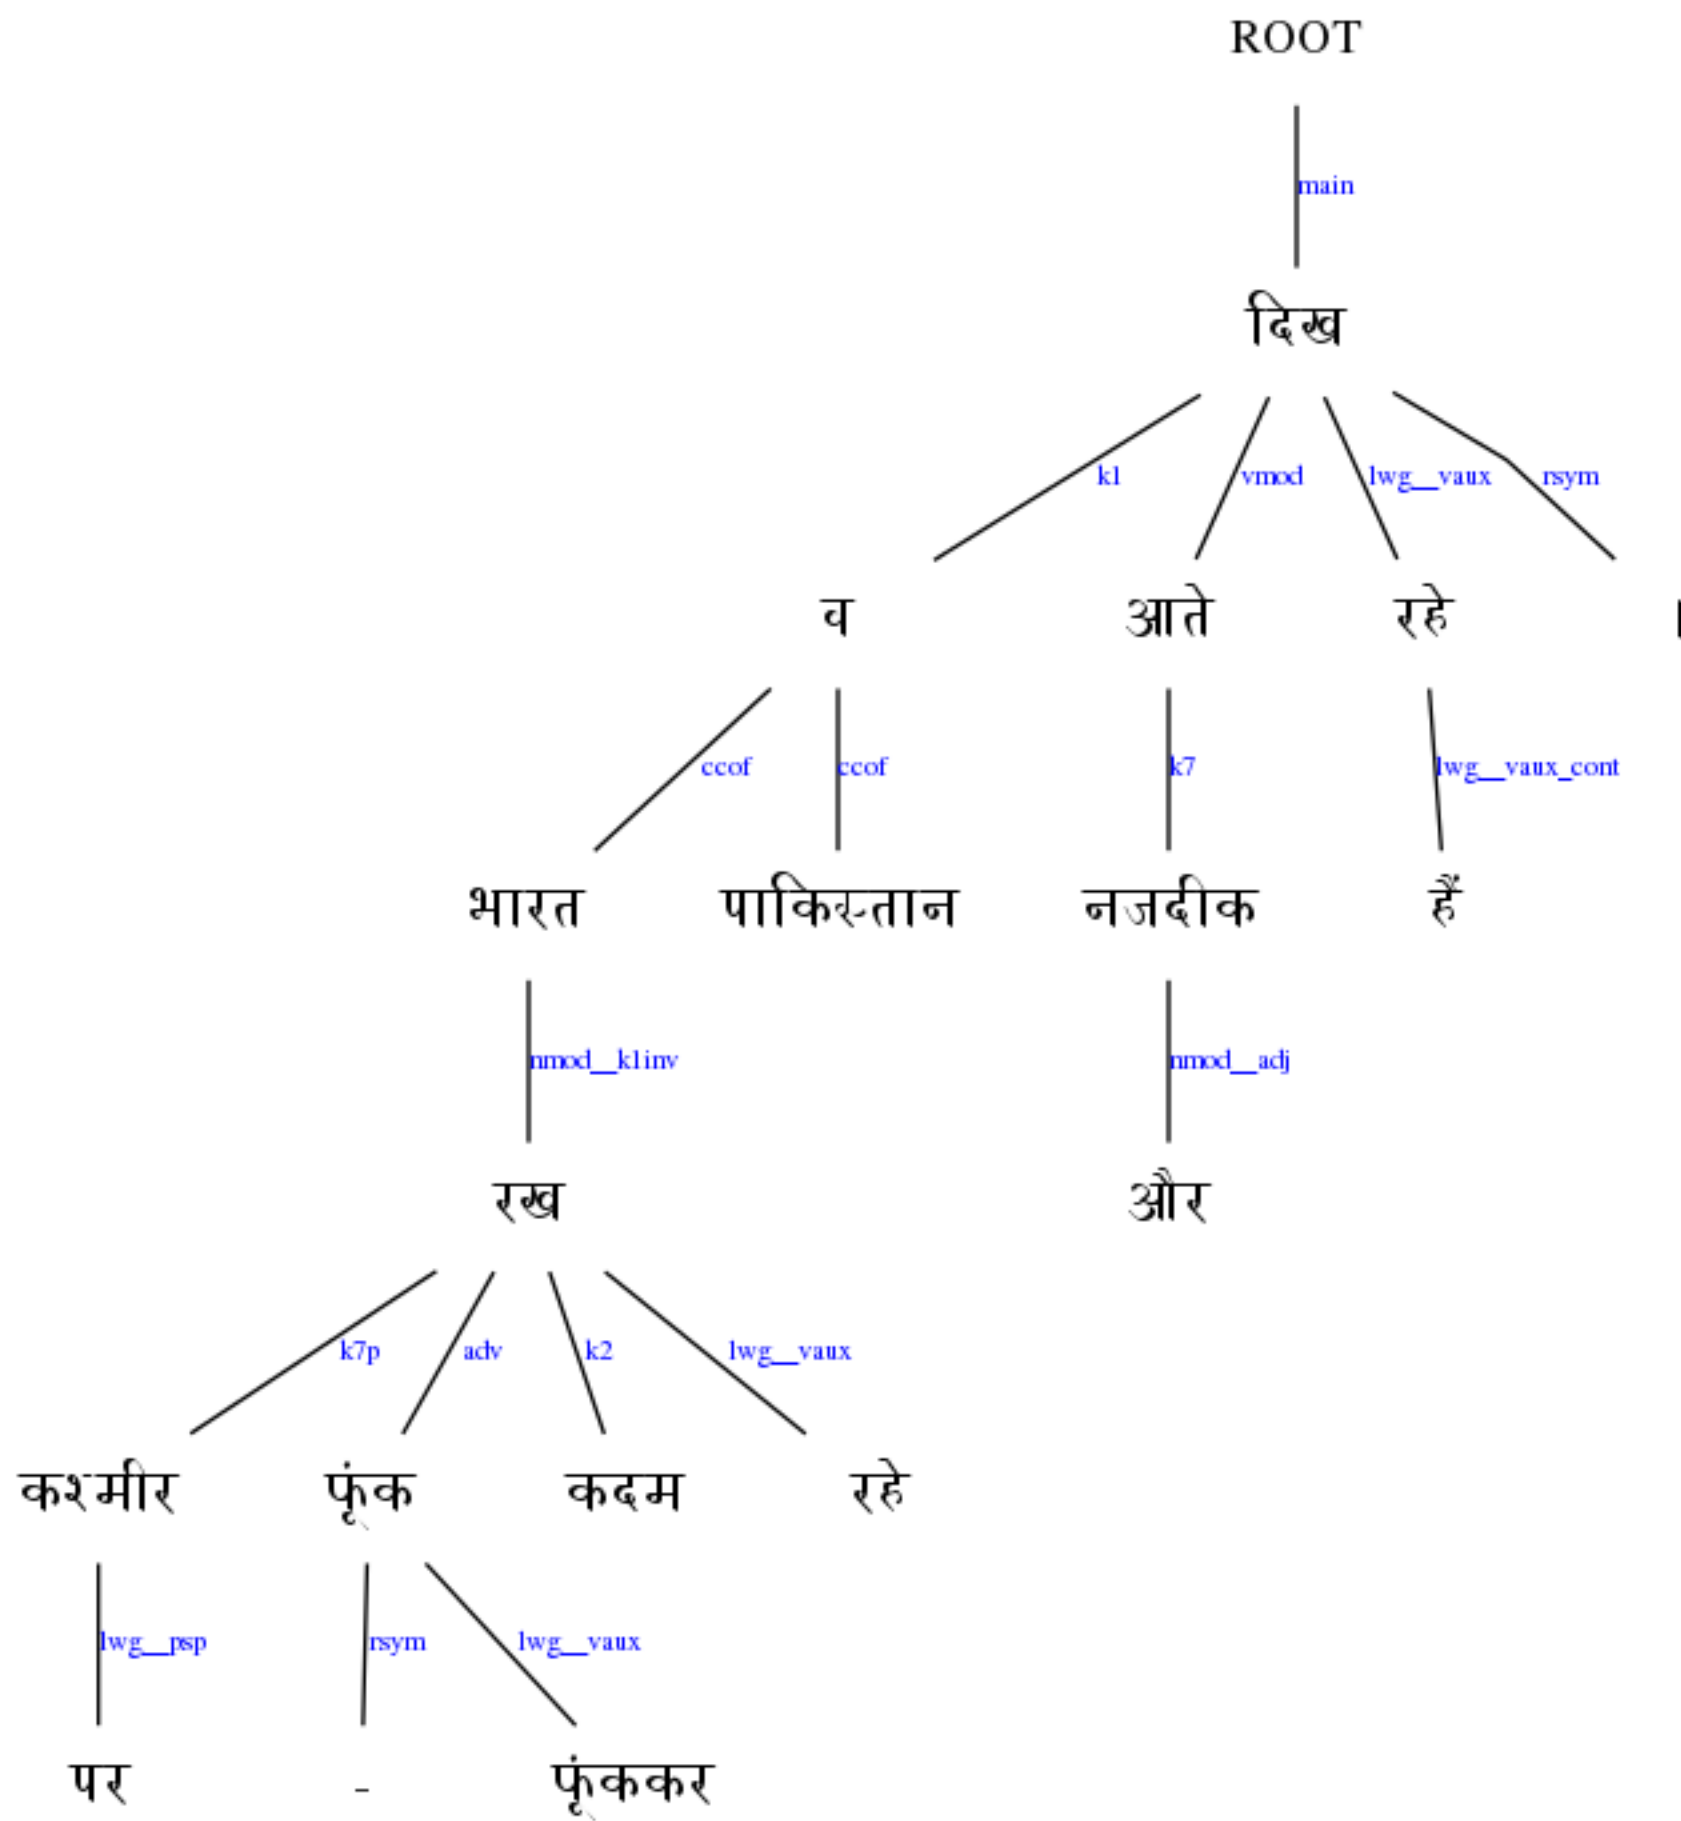 ROOT
main
दिख
k1 vmod lwg__vaux rsym
व आते रहे ।
ccof ccof k7 lwg__vaux_cont
भारत पाकिस्तान नजदीक हैं
nmod__k1inv nmod__adj
रख और
k7p adv k2 lwg__vaux
कश्मीर फूंक कदम रहे
lwg__psp rsym lwg__vaux
पर - फूंककर